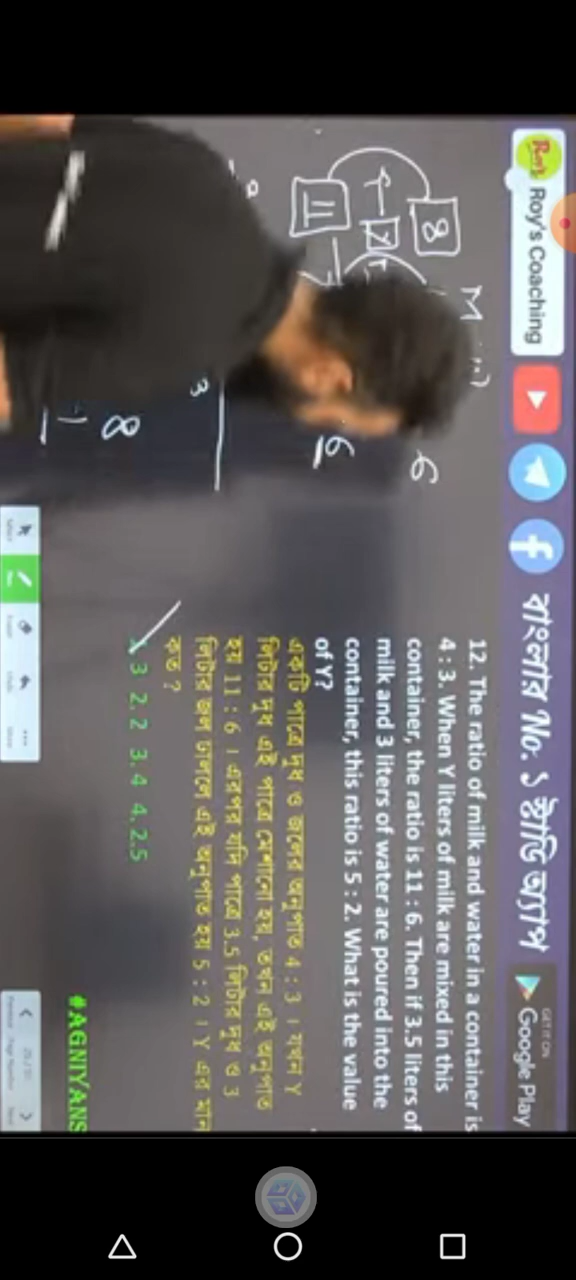 Roy's Roy's Coaching
বাংলার No. ১ ষ্টাডি অ্যাপ
GET IT ON
Google Play
12. The ratio of milk and water in a container is
4 : 3. When Y liters of milk are mixed in this
container, the ratio is 11 : 6. Then if 3.5 liters of
milk and 3 liters of water are poured into the
container, this ratio is 5 : 2. What is the value
of Y?
একটি পাত্রে দুধ ও জলের অনুপাত 4 : 3 । যখন Y
লিটার দুধ এই পাত্রে মেশানো হয়, তখন এই অনুপাত
হয় 11 : 6 । এরপর যদি পাত্রে 3.5 লিটার দুধ ও 3
লিটার জল ঢাললে এই অনুপাত হয় 5 : 2 । Y এর মান
কত ?
3 2. 2 3. 4 4. 2.5
#AGNIYANS
M
8
6
11
6
3
8